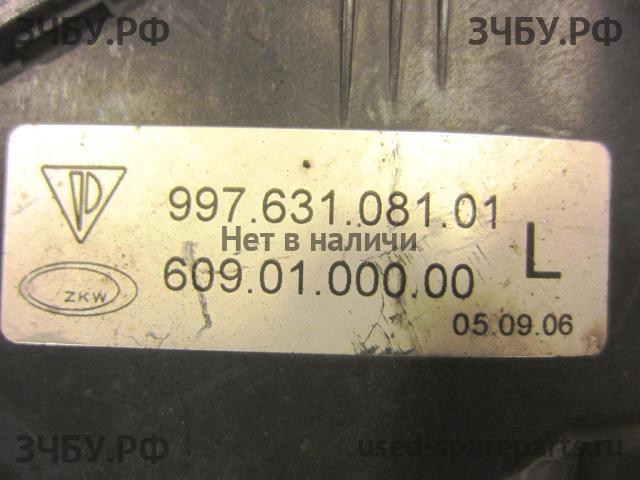 ЗЧБУ.РФ ЗЧБУ.РФ
997.631.081.01
Нет в наличии
609.01.000.00 L
ZKW
05.09.06
ЗЧБУ.РФ used-spareparts.ru